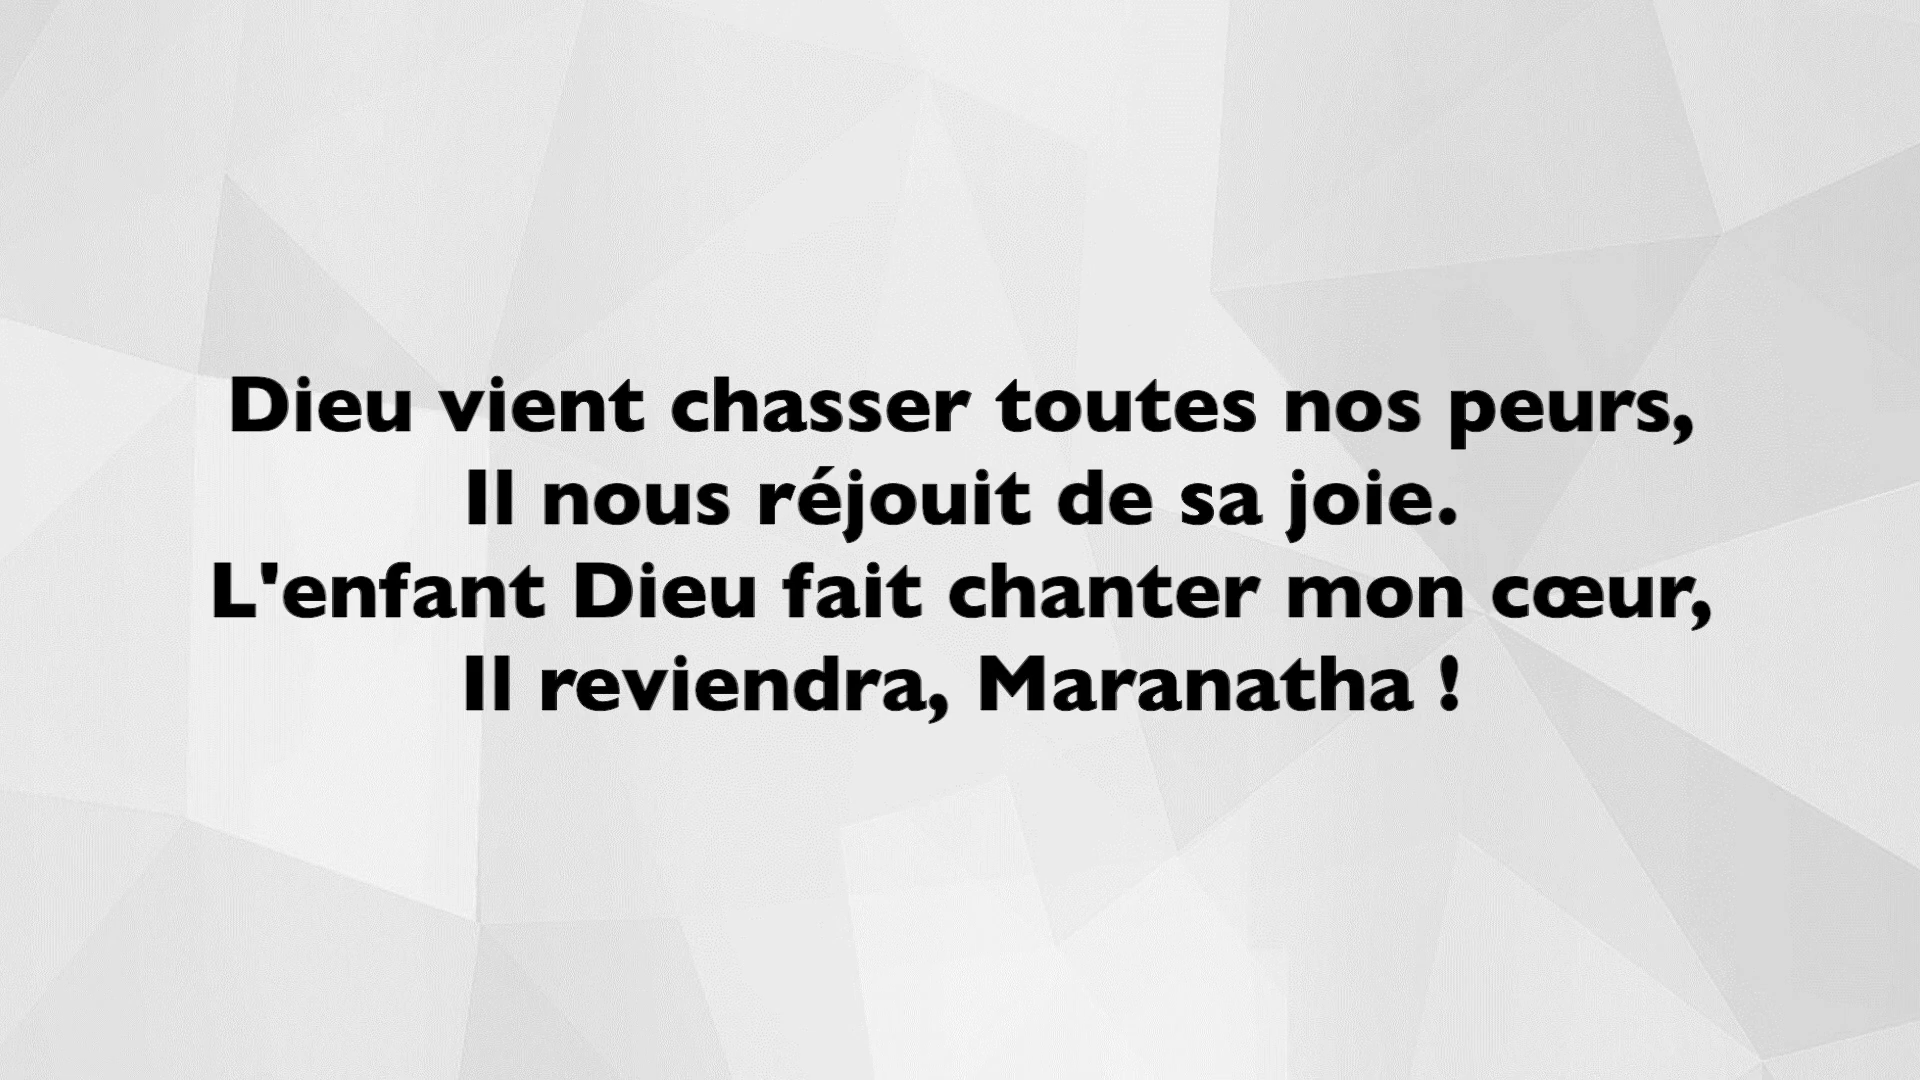 Dieu vient chasser toutes nos peurs,
Il nous réjouit de sa joie.
L'enfant Dieu fait chanter mon cœur,
Il reviendra, Maranatha !